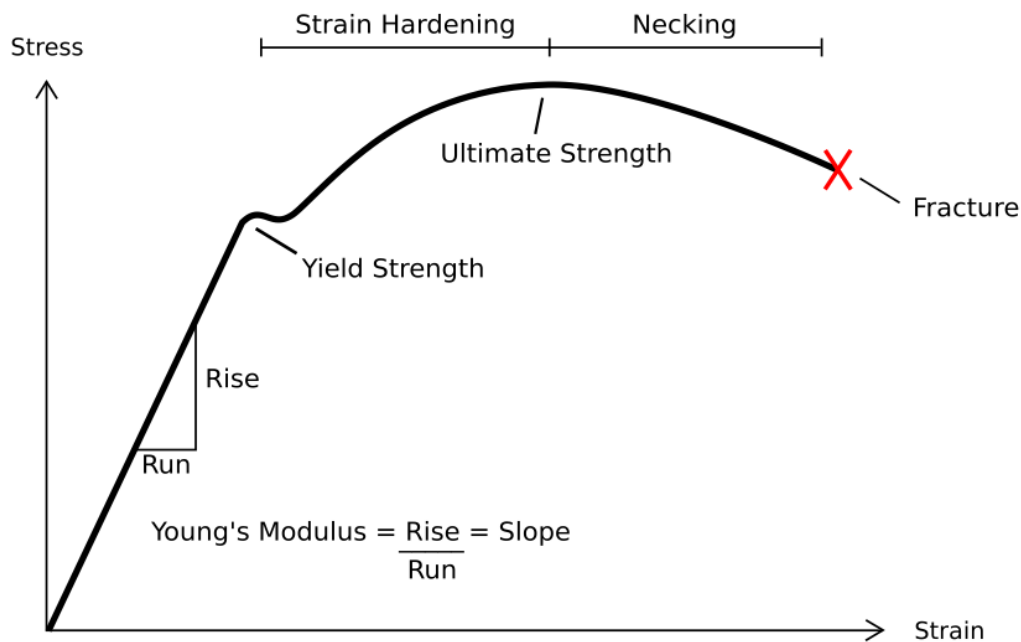 Strain Hardening
Necking
Stress
Ultimate Strength
Fracture
Yield Strength
Rise
Run
Young's Modulus = Rise = Slope
Run
Strain